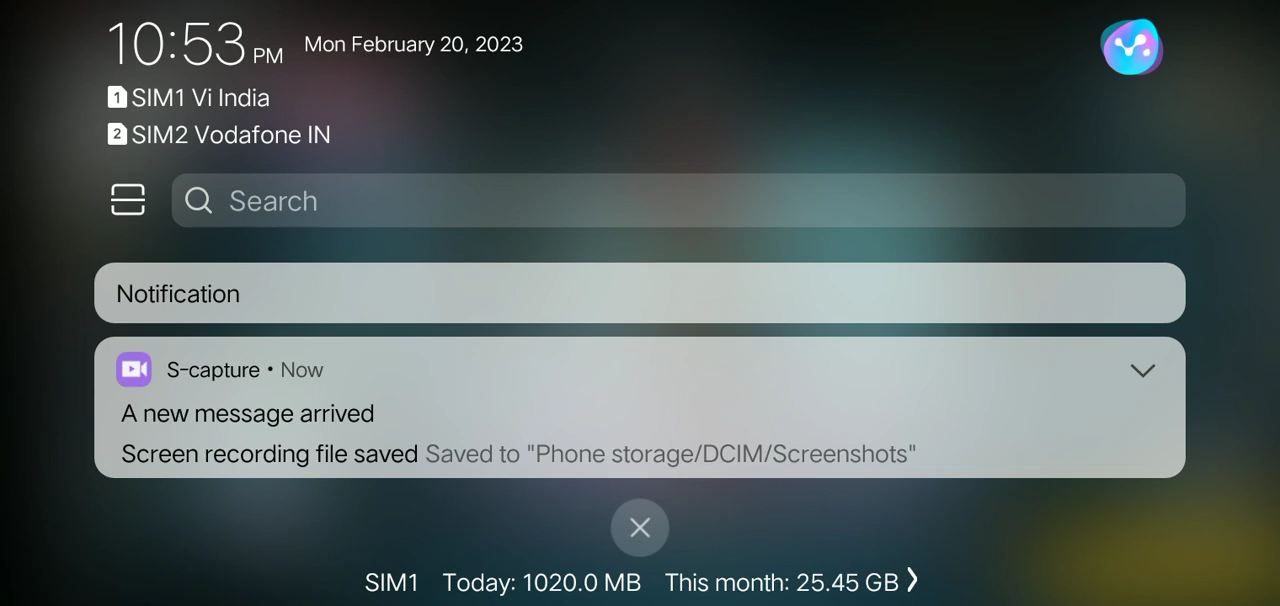 10:53 PM Mon February 20, 2023
1 SIM1 Vi India
2 SIM2 Vodafone IN
Search
Notification
S-capture • Now
A new message arrived
Screen recording file saved Saved to "Phone storage/DCIM/Screenshots"
SIM1 Today: 1020.0 MB This month: 25.45 GB